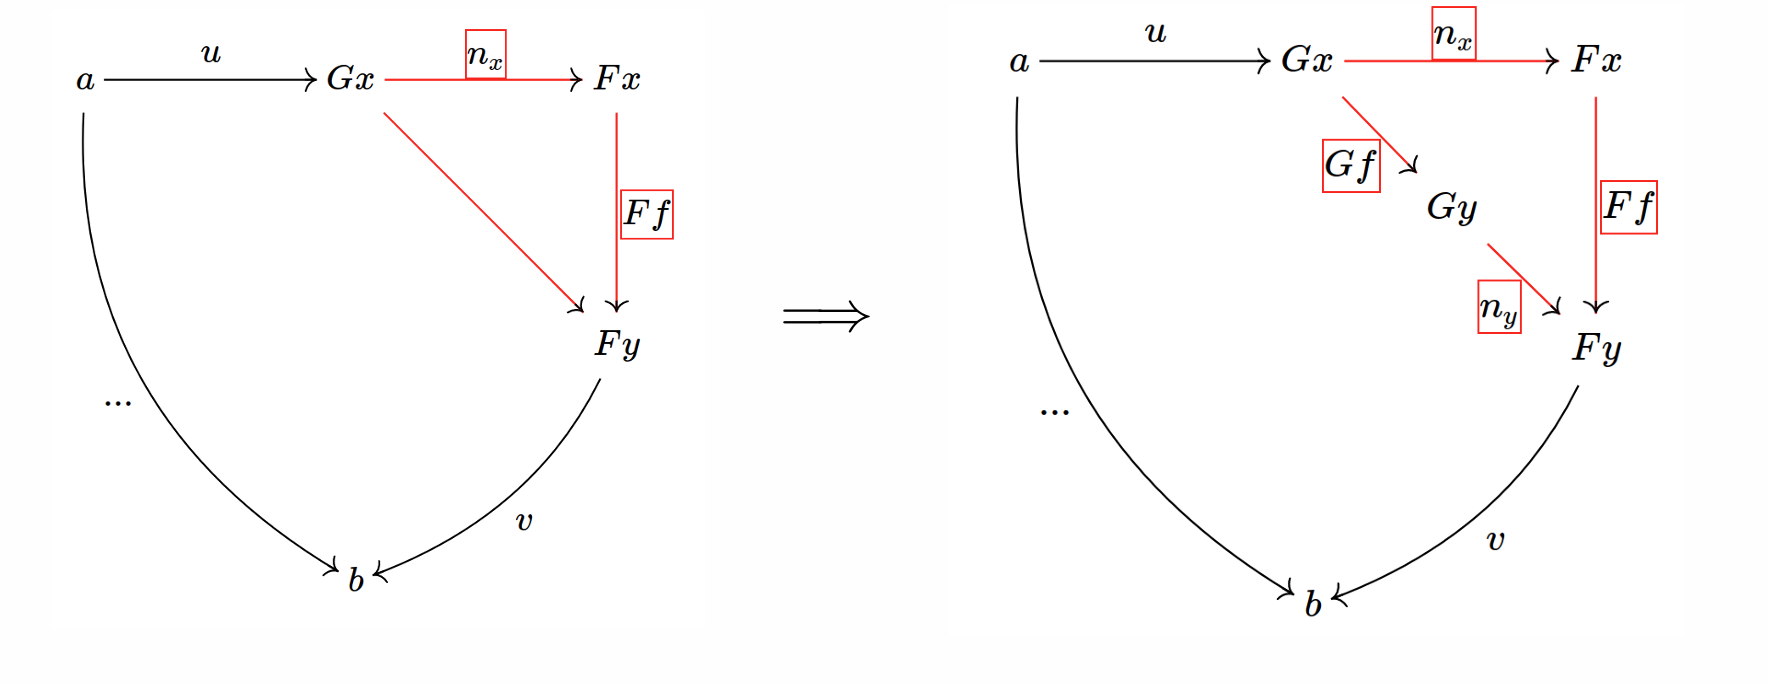 u
a
Gx
n_x
Fx
Ff
Fy
...
v
b
⟹
u
a
Gx
n_x
Fx
Gf
Gy
Ff
n_y
Fy
...
v
b